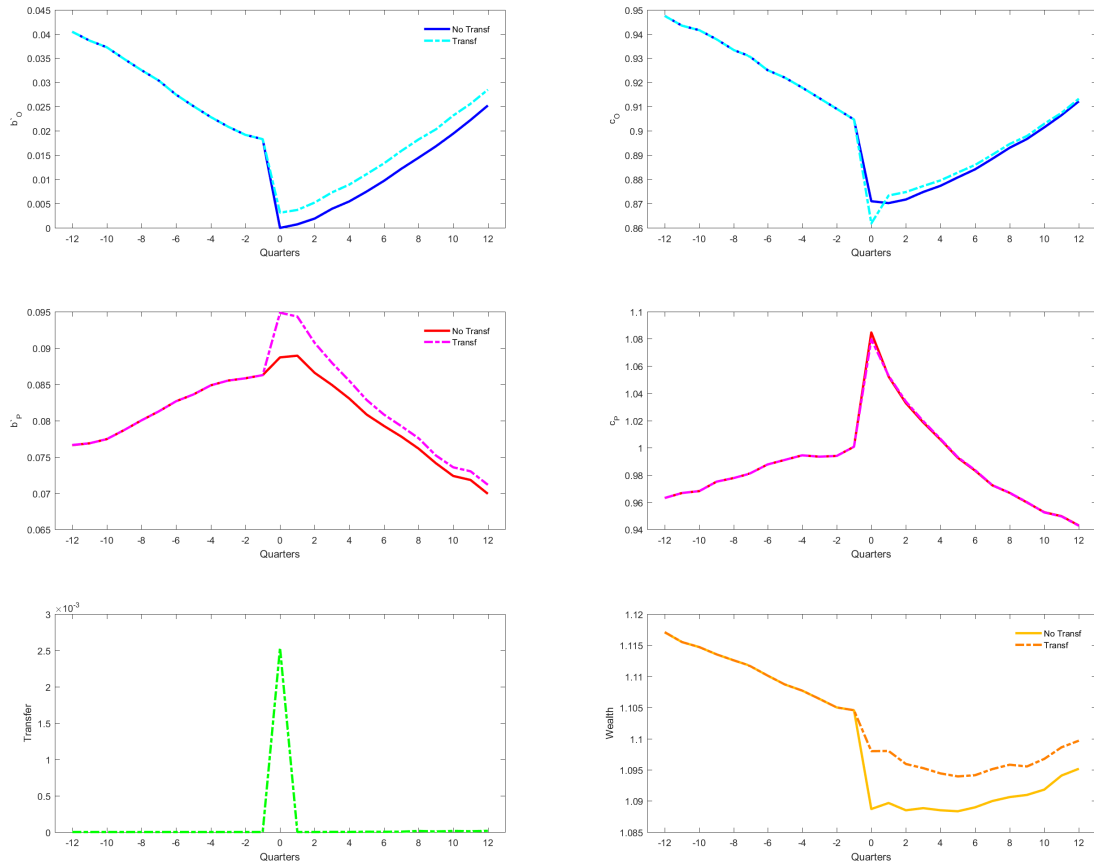 0.045
0.04
0.035
0.03
0.025
0.02
0.015
0.01
0.005
0
b'O
-12 -10 -8 -6 -4 -2 0 2 4 6 8 10 12
Quarters
No Transf
Transf
0.95
0.94
0.93
0.92
0.91
0.9
0.89
0.88
0.87
0.86
cO
-12 -10 -8 -6 -4 -2 0 2 4 6 8 10 12
Quarters
0.095
0.09
0.085
0.08
0.075
0.07
0.065
b'P
-12 -10 -8 -6 -4 -2 0 2 4 6 8 10 12
Quarters
No Transf
Transf
1.1
1.08
1.06
1.04
1.02
1
0.98
0.96
0.94
cP
-12 -10 -8 -6 -4 -2 0 2 4 6 8 10 12
Quarters
×10-3
3
2.5
2
1.5
1
0.5
0
Transfer
-12 -10 -8 -6 -4 -2 0 2 4 6 8 10 12
Quarters
1.12
1.115
1.11
1.105
1.1
1.095
1.09
1.085
Wealth
-12 -10 -8 -6 -4 -2 0 2 4 6 8 10 12
Quarters
No Transf
Transf